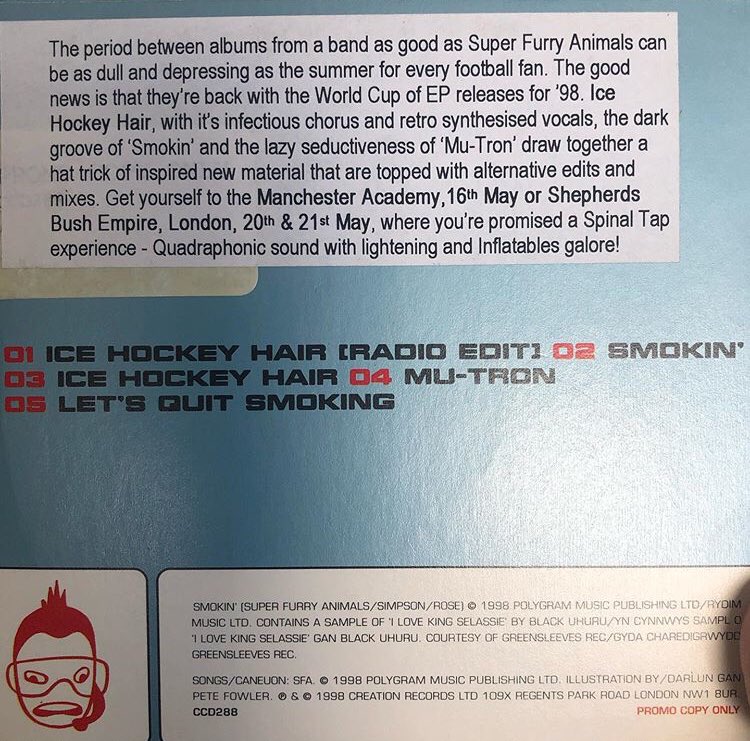 The period between albums from a band as good as Super Furry Animals can
be as dull and depressing as the summer for every football fan. The good
news is that they're back with the World Cup of EP releases for '98. Ice
Hockey Hair, with it's infectious chorus and retro synthesised vocals, the dark
groove of 'Smokin' and the lazy seductiveness of 'Mu-Tron' draw together a
hat trick of inspired new material that are topped with alternative edits and
mixes. Get yourself to the Manchester Academy,16th May or Shepherds
Bush Empire, London, 20th & 21st May, where you're promised a Spinal Tap
experience - Quadraphonic sound with lightening and Inflatables galore!
01 ICE HOCKEY HAIR [RADIO EDIT] 02 SMOKIN'
03 ICE HOCKEY HAIR 04 MU-TRON
05 LET'S QUIT SMOKING
SMOKIN' (SUPER FURRY ANIMALS/SIMPSON/ROSE) © 1998 POLYGRAM MUSIC PUBLISHING LTD/RYDIM
MUSIC LTD. CONTAINS A SAMPLE OF 'I LOVE KING SELASSIE' BY BLACK UHURU/YN CYNNWYS SAMPL O
'I LOVE KING SELASSIE' GAN BLACK UHURU. COURTESY OF GREENSLEEVES REC/GYDA CHAREDIGRWYDD
GREENSLEEVES REC.
SONGS/CANEUON: SFA. © 1998 POLYGRAM MUSIC PUBLISHING LTD. ILLUSTRATION BY/DARLUN GAN
PETE FOWLER. ℗ & © 1998 CREATION RECORDS LTD 109X REGENTS PARK ROAD LONDON NW1 8UR.
CCD288 PROMO COPY ONLY